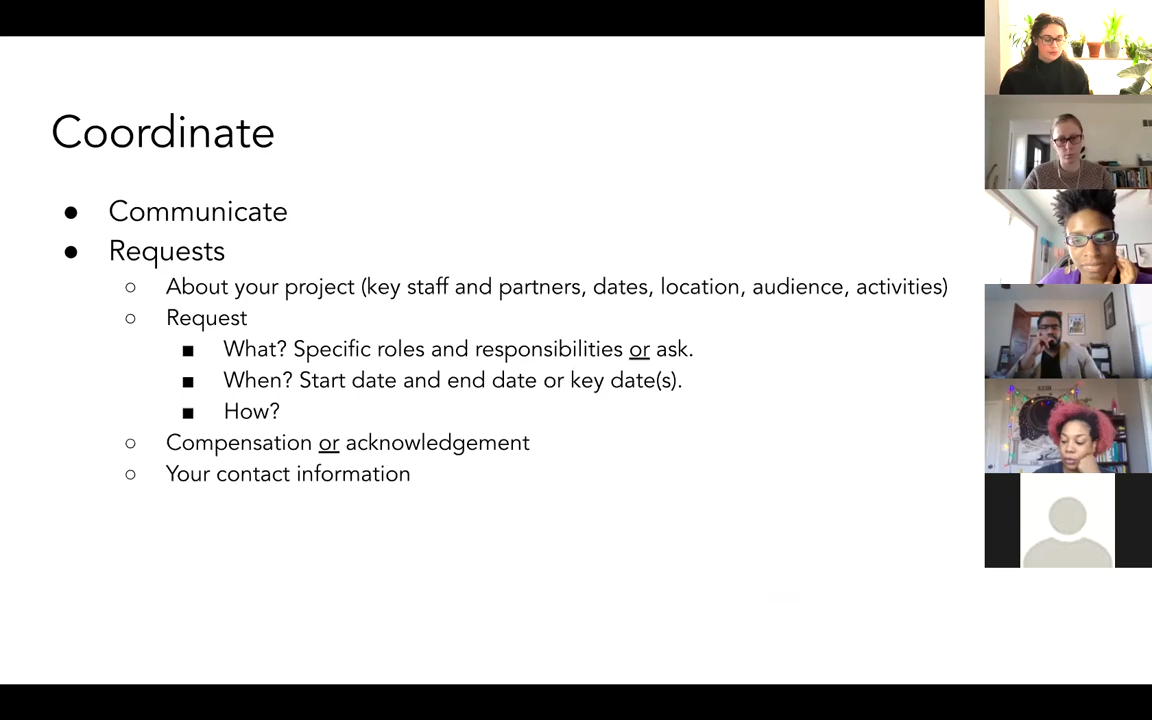 Coordinate
● Communicate
● Requests
○ About your project (key staff and partners, dates, location, audience, activities)
○ Request
■ What? Specific roles and responsibilities or ask.
■ When? Start date and end date or key date(s).
■ How?
○ Compensation or acknowledgement
○ Your contact information